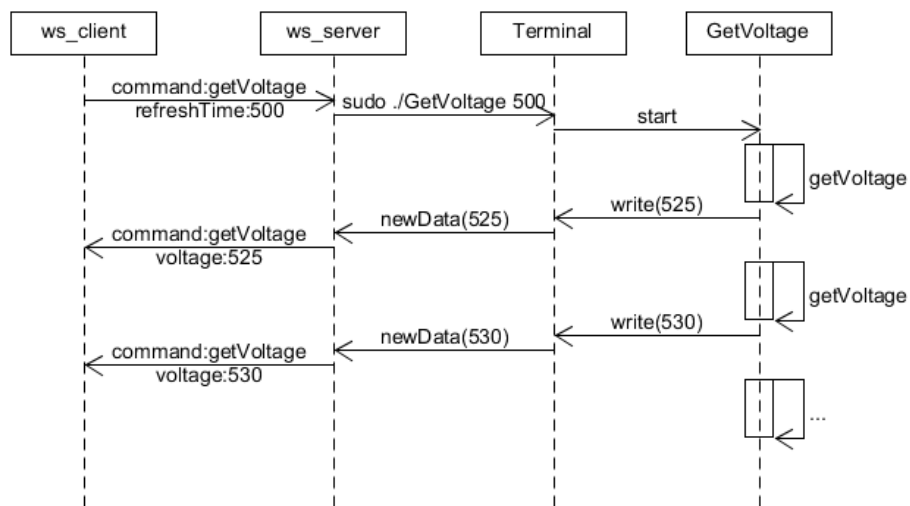 ws_client
ws_server
Terminal
GetVoltage
command:getVoltage
refreshTime:500
sudo ./GetVoltage 500
start
getVoltage
write(525)
newData(525)
command:getVoltage
voltage:525
getVoltage
write(530)
newData(530)
command:getVoltage
voltage:530
...